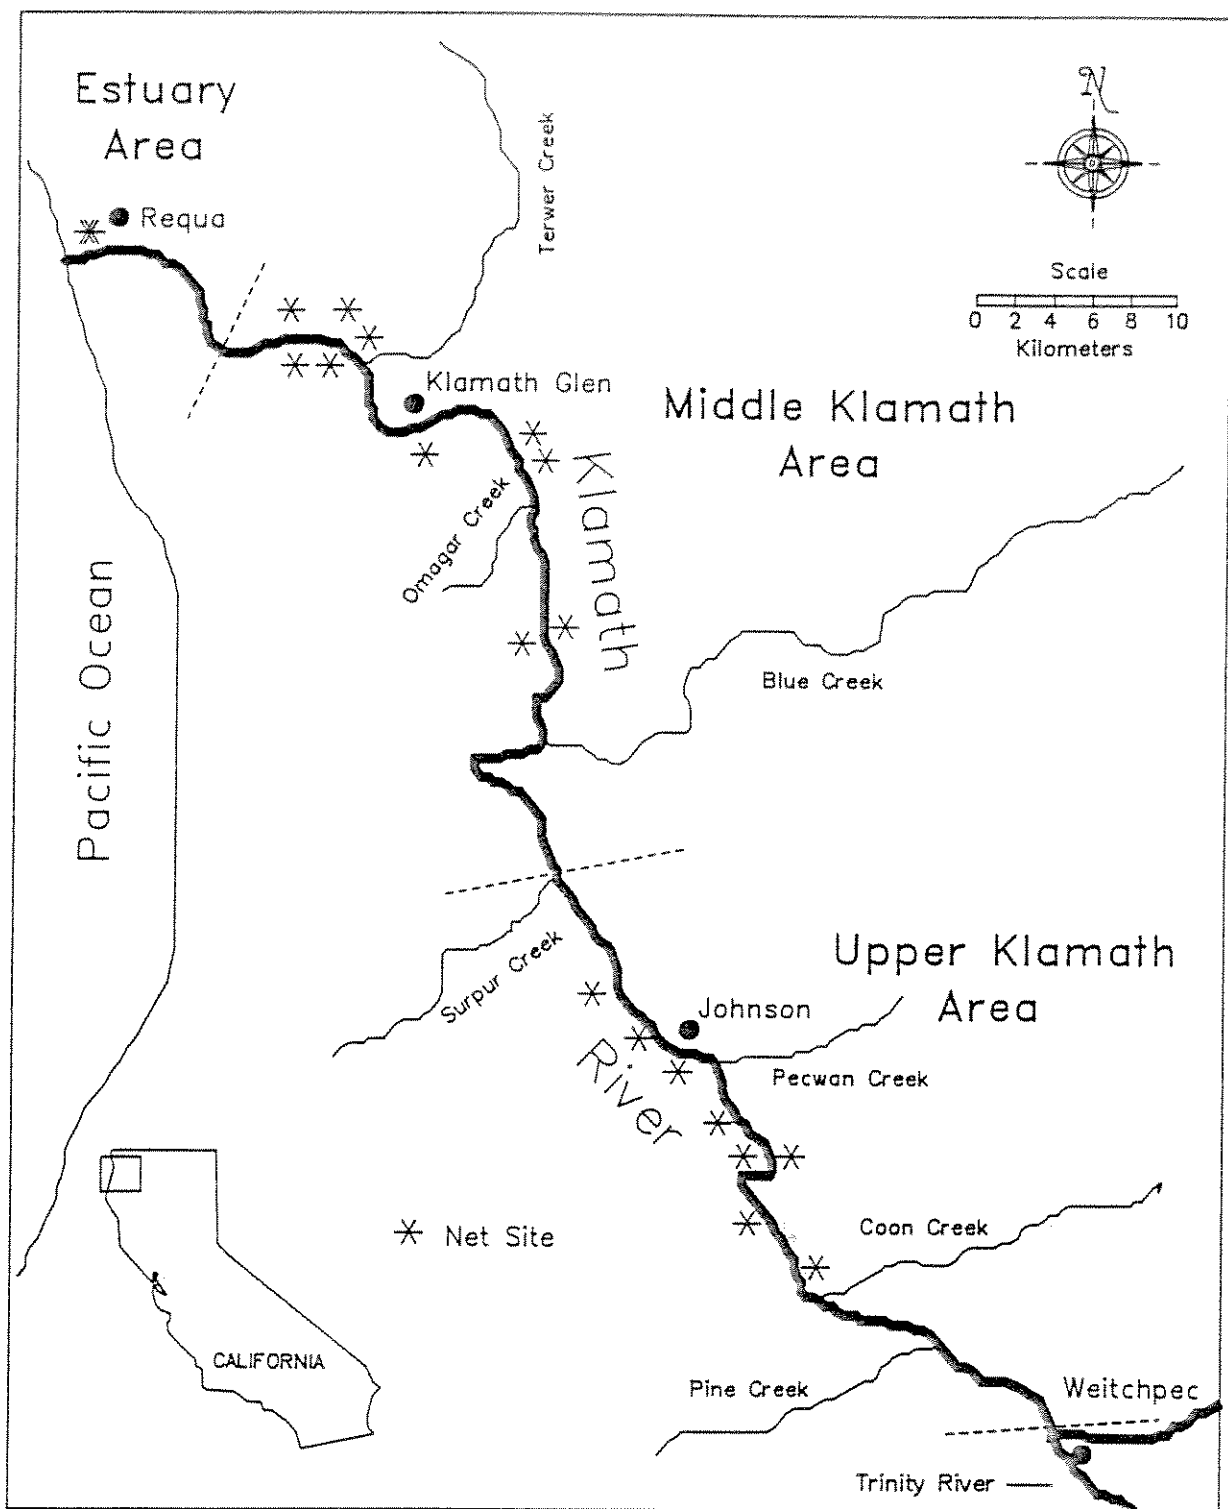 Estuary
Area
N
Terwer Creek
Requa
Scale
0 2 4 6 8 10
Kilometers
Klamath Glen
Middle Klamath
Area
Klamath
Omagar Creek
Pacific Ocean
Blue Creek
Surpur Creek
Upper Klamath
Area
Johnson
River
Pecwan Creek
Net Site
Coon Creek
CALIFORNIA
Pine Creek
Weitchpec
Trinity River